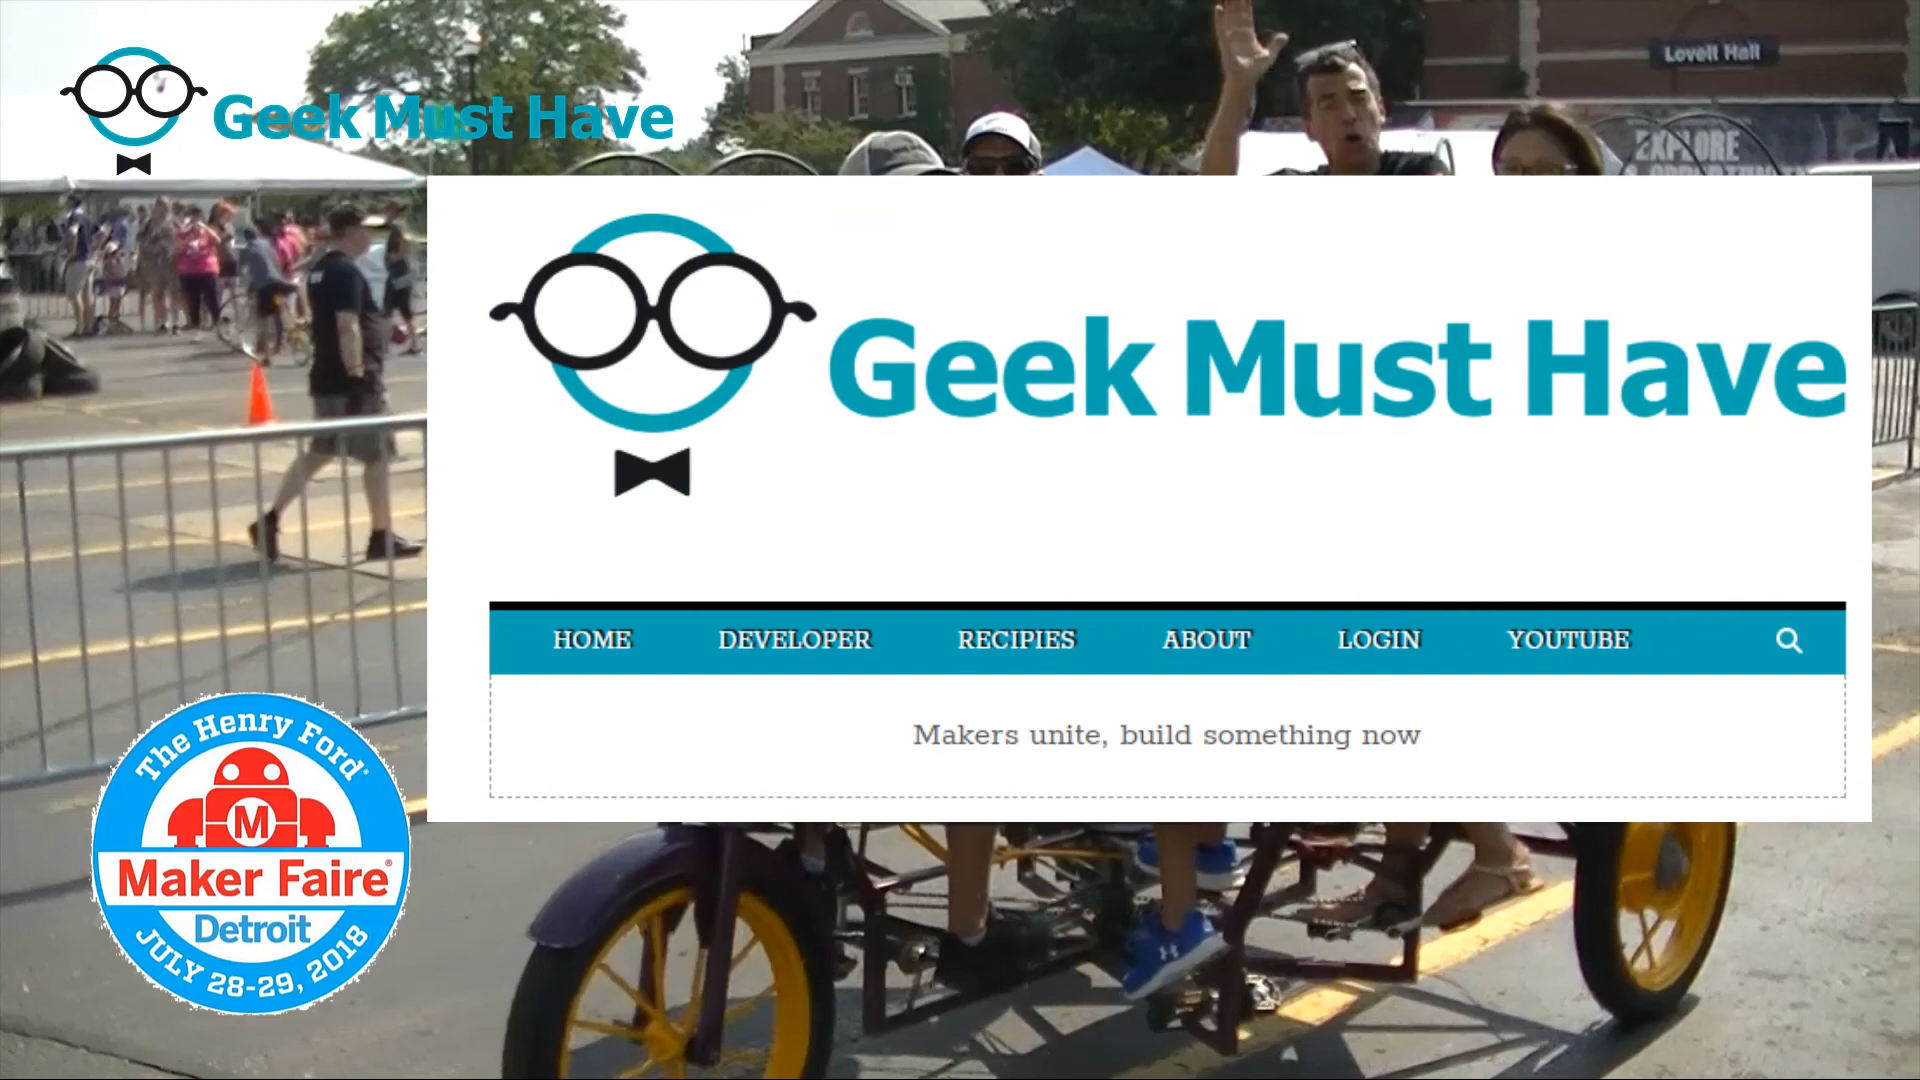 Lovett Hall
Geek Must Have
EXPLORE
Geek Must Have
HOME DEVELOPER RECIPIES ABOUT LOGIN YOUTUBE
Makers unite, build something now
The Henry Ford
M
Maker Faire®
Detroit
JULY 28-29, 2018